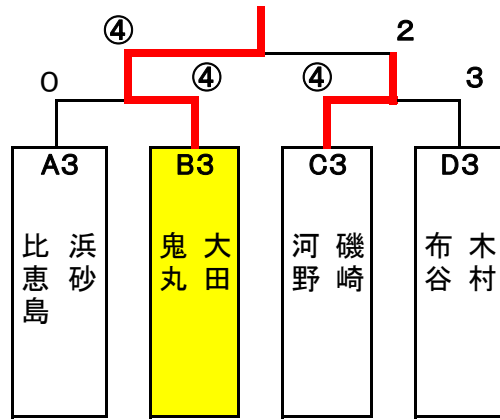 ④ 2
0 ④ ④ 3
A3 B3 C3 D3
比恵島 浜砂
鬼丸 大田
河野 磯崎
布谷 木村